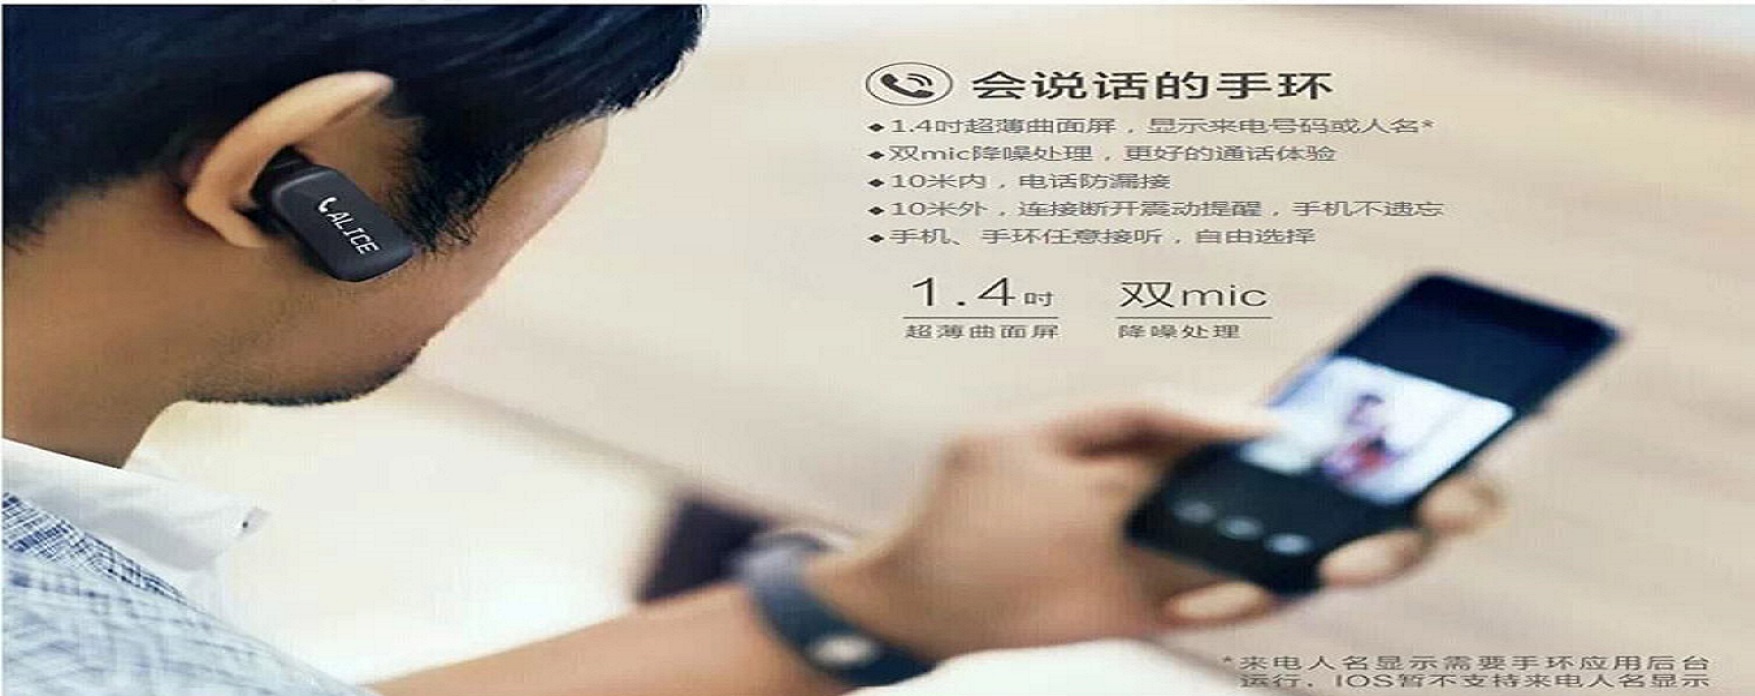 会说话的手环
◆1.4吋超薄曲面屏，显示来电号码或人名*
◆双mic降噪处理，更好的通话体验
◆10米内，电话防漏接
◆10米外，连接断开震动提醒，手机不遗忘
◆手机、手环任意接听，自由选择
1.4吋 双mic
超薄曲面屏 降噪处理
ALICE
*来电人名显示需要手环应用后台
运行，IOS暂不支持来电人名显示